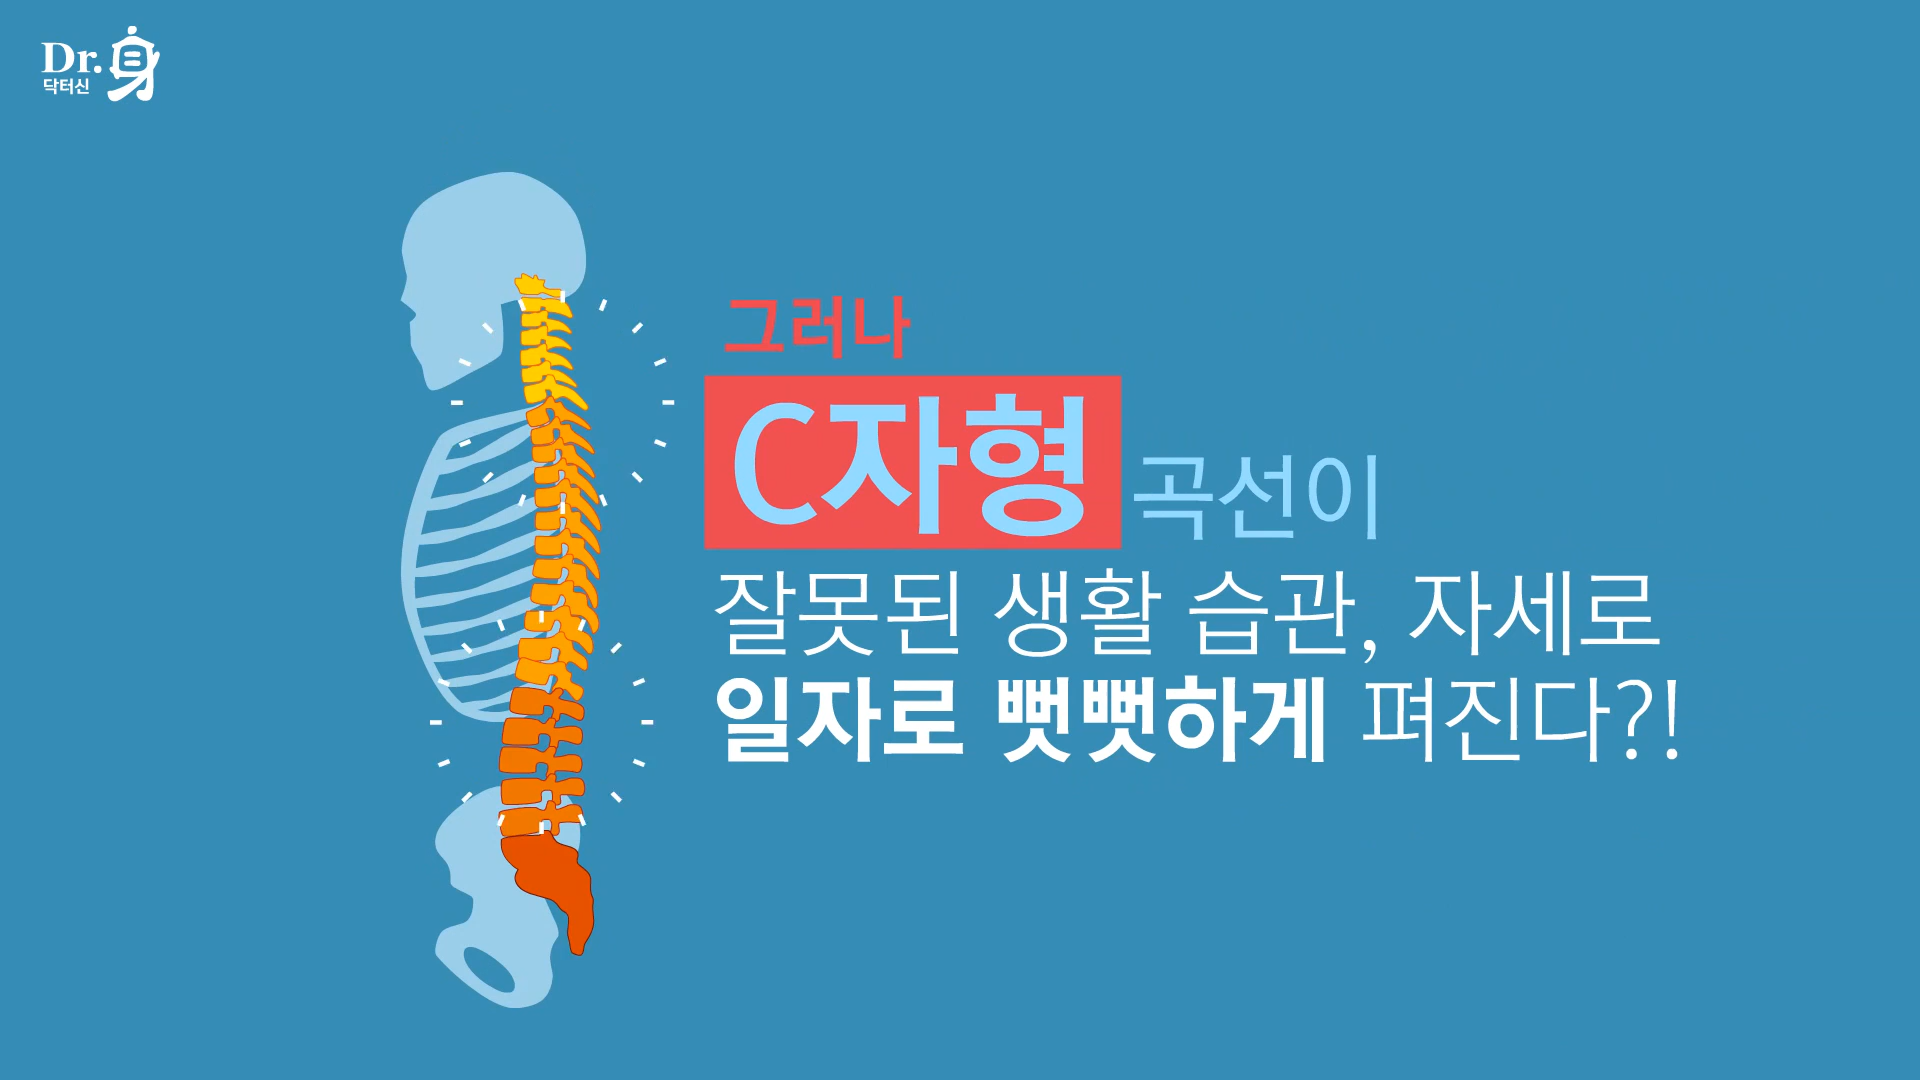 Dr.身
닥터신
그러나
C자형 곡선이
잘못된 생활 습관, 자세로
일자로 뻣뻣하게 펴진다?!